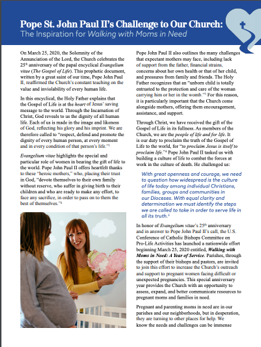 Pope St. John Paul II's Challenge to Our Church:
The Inspiration for Walking with Moms in Need
On March 25, 2020, the Solemnity of the
Annunciation of the Lord, the Church celebrates the
25th anniversary of the papal encyclical Evangelium
vitae (The Gospel of Life). This prophetic document,
written by a great saint of our time, Pope John Paul
II, reaffirmed the Church's constant teaching on the
value and inviolability of every human life.
In this encyclical, the Holy Father explains that
the Gospel of Life is at the heart of Jesus' saving
message to the world. Through the Incarnation of
Christ, God reveals to us the dignity of all human
life. Each of us is made in the image and likeness
of God, reflecting his glory and his imprint. We are
therefore called to "respect, defend and promote the
dignity of every human person, at every moment
and in every condition of that person's life."
Evangelium vitae highlights the special and
particular role of women in bearing the gift of life to
the world. Pope John Paul II offers heartfelt thanks
to these "heroic mothers," who, placing their trust
in God, "devote themselves to their own family
without reserve, who suffer in giving birth to their
children and who are ready to make any effort, to
face any sacrifice, in order to pass on to them the
best of themselves."
Pope John Paul II also outlines the many challenges
that expectant mothers may face, including lack
of support from the father, financial strains,
concerns about her own health or that of her child,
and pressures from family and friends. The Holy
Father recognizes that an "unborn child is totally
entrusted to the protection and care of the woman
carrying him or her in the womb." For this reason,
it is particularly important that the Church come
alongside mothers, offering them encouragement,
assistance, and support.
Through Christ, we have received the gift of the
Gospel of Life in its fullness. As members of the
Church, we are the people of life and for life. It
is our duty to proclaim the truth of the Gospel of
Life to the world, for "to proclaim Jesus is itself to
proclaim life." Pope John Paul II tasked us with
building a culture of life to combat the forces at
work in the culture of death. He challenged us:
With great openness and courage, we need
to question how widespread is the culture
of life today among individual Christians,
families, groups and communities in
our Dioceses. With equal clarity and
determination we must identify the steps
we are called to take in order to serve life in
all its truth.
In honor of Evangelium vitae's 25th anniversary
and in answer to Pope John Paul II's call, the U.S.
Conference of Catholic Bishops Committee on
Pro-Life Activities has launched a nationwide effort
beginning March 25, 2020 entitled, Walking with
Moms in Need: A Year of Service. Parishes, through
the support of their bishops and pastors, are invited
to join this effort to increase the Church's outreach
and support to pregnant women facing difficult or
unexpected pregnancies. This special anniversary
year provides the Church with an opportunity to
assess, expand, and better communicate resources to
pregnant moms and families in need.
Pregnant and parenting moms in need are in our
parishes and our neighborhoods, but in desperation,
they are turning to other places for help. We
know the needs and challenges can be immense